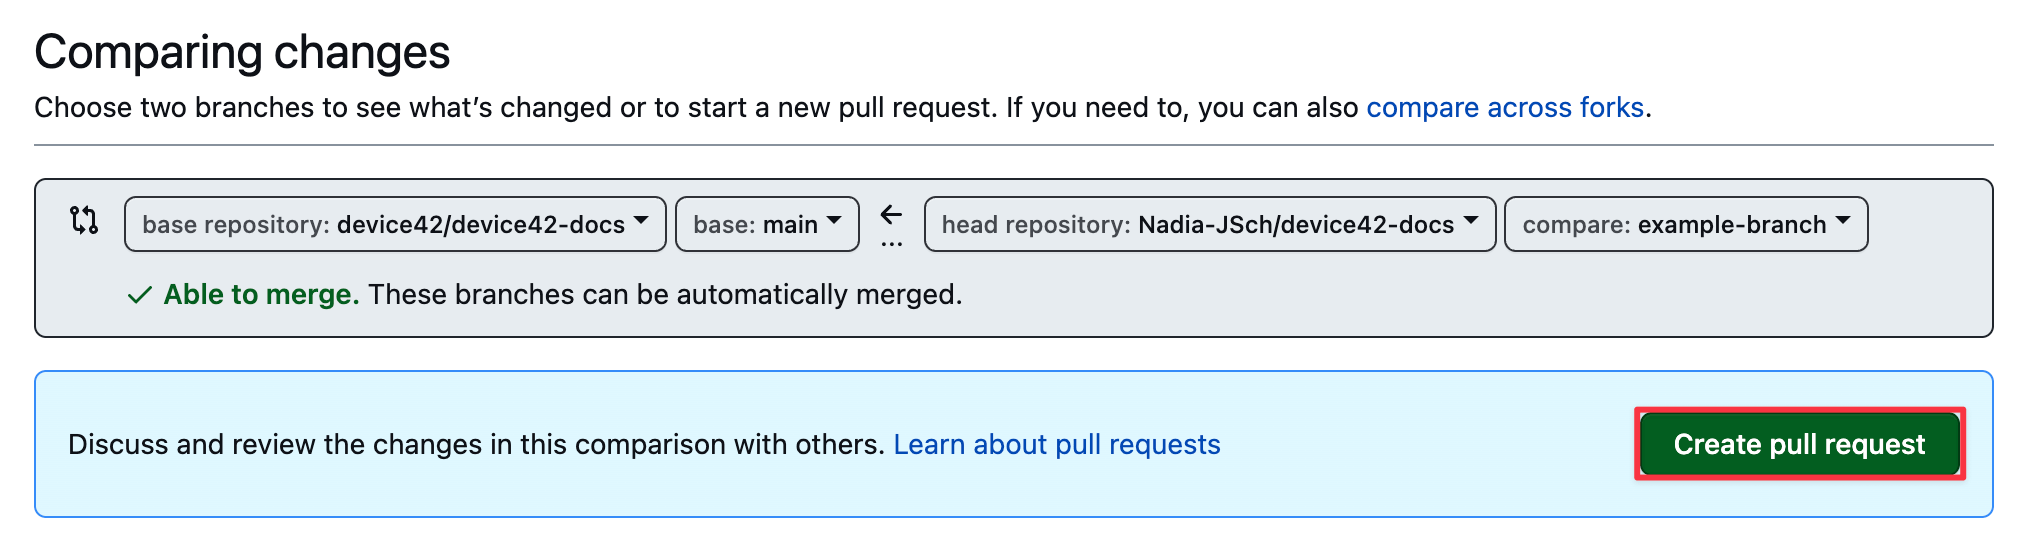 Comparing changes
Choose two branches to see what’s changed or to start a new pull request. If you need to, you can also compare across forks.
base repository: device42/device42-docs base: main ... head repository: Nadia-JSch/device42-docs compare: example-branch
Able to merge. These branches can be automatically merged.
Discuss and review the changes in this comparison with others. Learn about pull requests
Create pull request